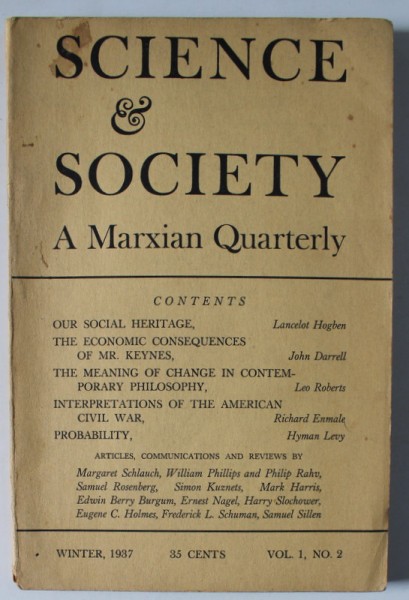 SCIENCE
&
SOCIETY
A Marxian Quarterly
CONTENTS
OUR SOCIAL HERITAGE, Lancelot Hogben
THE ECONOMIC CONSEQUENCES
OF MR. KEYNES, John Darrell
THE MEANING OF CHANGE IN CONTEM-
PORARY PHILOSOPHY, Leo Roberts
INTERPRETATIONS OF THE AMERICAN
CIVIL WAR, Richard Enmale
PROBABILITY, Hyman Levy
ARTICLES, COMMUNICATIONS AND REVIEWS BY
Margaret Schlauch, William Phillips and Philip Rahv,
Samuel Rosenberg, Simon Kuznets, Mark Harris,
Edwin Berry Burgum, Ernest Nagel, Harry Slochower,
Eugene C. Holmes, Frederick L. Schuman, Samuel Sillen
WINTER, 1937 35 CENTS VOL. 1, NO. 2